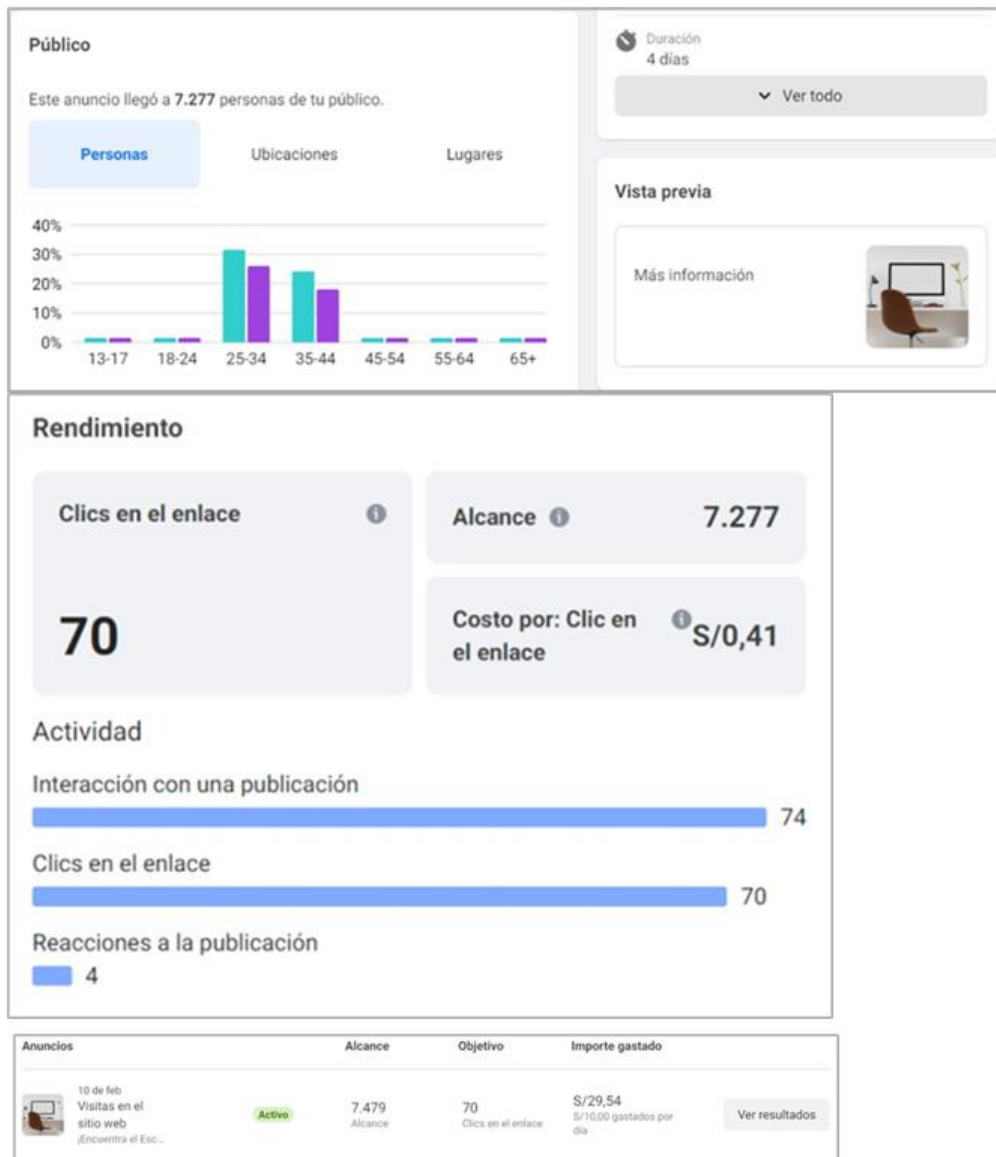 Público
Este anuncio llegó a 7.277 personas de tu público.
Personas Ubicaciones Lugares
40%
30%
20%
10%
0%
13-17 18-24 25-34 35-44 45-54 55-64 65+
Duración
4 días
Ver todo
Vista previa
Más información
Rendimiento
Clics en el enlace
70
Alcance 7.277
Costo por: Clic en
el enlace
S/0,41
Actividad
Interacción con una publicación
74
Clics en el enlace
70
Reacciones a la publicación
4
Anuncios Alcance Objetivo Importe gastado
10 de feb
Visitas en el
sitio web
¡Encuentra el Esc...
Activo
7.479
Alcance
70
Clics en el enlace
S/29,54
S/10,00 gastados por
día
Ver resultados